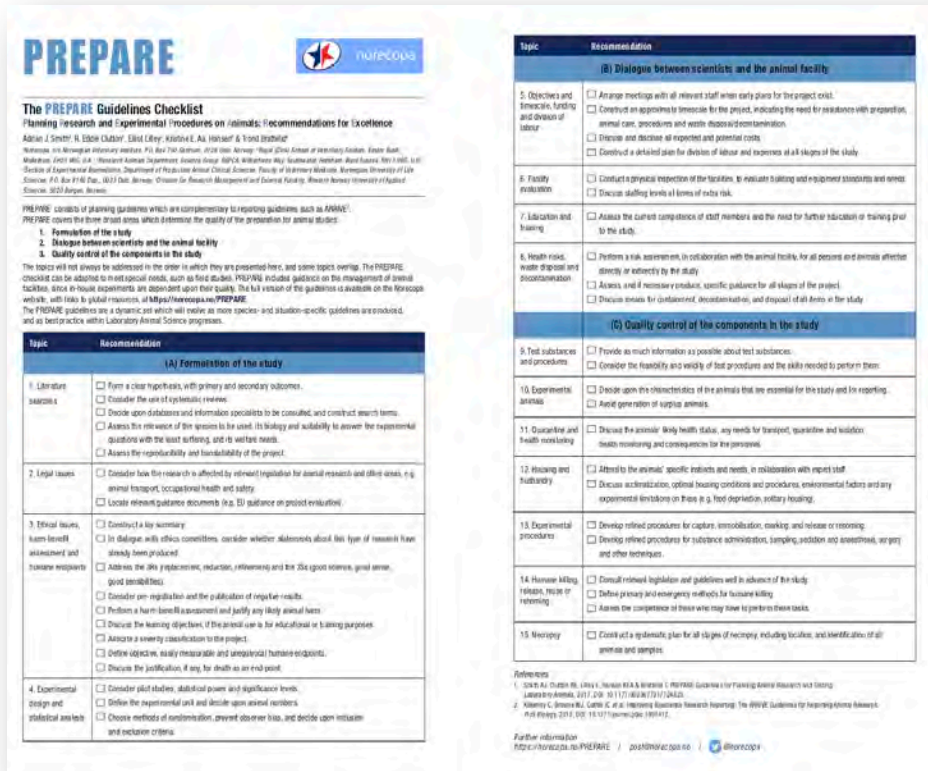 PREPARE
norecopa
The PREPARE Guidelines Checklist
Planning Research and Experimental Procedures on Animals: Recommendations for Excellence
Adrian J. Smith, R. Eddie Clutton, Elliot Lilley, Kristine E. Aa. Hansen & Trond Brattelid
PREPARE consists of planning guidelines which are complementary to reporting guidelines such as ARRIVE
PREPARE covers the three broad areas which determine the quality of the preparation for animal studies:
1. Formulation of the study
2. Dialogue between scientists and the animal facility
3. Quality control of the components in the study
The topics will not always be addressed in the order in which they are presented here, and some topics overlap. The PREPARE
checklist can be adapted to meet special needs, such as field studies. PREPARE includes guidance on the management of animal
facilities, since in-house experiments are dependent upon their quality. The full version of the guidelines is available on the Norecopa
website, with links to global resources, at https://norecopa.no/PREPARE.
The PREPARE guidelines are a dynamic set which will evolve as more species- and situation-specific guidelines are produced,
and as best practice within Laboratory Animal Science progresses.
Topic Recommendation
(A) Formulation of the study
1. Literature searches
Form a clear hypothesis, with primary and secondary outcomes.
Consider the use of systematic reviews.
Decide upon databases and information specialists to be consulted, and construct search terms.
Assess the relevance of the species to be used, its biology and suitability to answer the experimental
questions with the least suffering, and its welfare needs.
Assess the reproducibility and translatability of the project.
2. Legal issues
Consider how the research is affected by relevant legislation for animal research and other areas, e.g.
animal transport, occupational health and safety.
Locate relevant guidance documents (e.g. EU guidance on project evaluation).
3. Ethical issues,
harm-benefit
assessment and
humane endpoints
Construct a lay summary.
In dialogue with ethics committees, consider whether statements about this type of research have
already been produced.
Address the 3Rs (replacement, reduction, refinement) and the 3Ss (good science, good sense,
good sensibilities).
Consider pre-registration and the publication of negative results.
Perform a harm-benefit assessment and justify any likely animal harm.
Discuss the learning objectives, if the animal use is for educational or training purposes.
Allocate a severity classification to the project.
Define objective, easily measurable and unequivocal humane endpoints.
Discuss the justification, if any, for death as an end-point.
4. Experimental
design and
statistical analysis
Consider pilot studies, statistical power and significance levels.
Define the experimental unit and decide upon animal numbers.
Choose methods of randomisation, prevent observer bias, and decide upon inclusion
and exclusion criteria.
Topic Recommendation
(B) Dialogue between scientists and the animal facility
5. Objectives and
timescale, funding
and division of
labour
Arrange meetings with all relevant staff when early plans for the project exist.
Construct an approximate timescale for the project, indicating the need for assistance with preparation,
animal care, procedures and waste disposal/decontamination.
Discuss and disclose all expected and potential costs.
Construct a detailed plan for division of labour and expenses at all stages of the study.
6. Facility
evaluation
Conduct a physical inspection of the facilities, to evaluate building and equipment standards and needs.
Discuss staffing levels at times of extra risk.
7. Education and
training
Assess the current competence of staff members and the need for further education or training prior
to the study.
8. Health risks,
waste disposal and
decontamination
Perform a risk assessment, in collaboration with the animal facility, for all persons and animals affected
directly or indirectly by the study.
Assess, and if necessary produce, specific guidance for all stages of the project.
Discuss means for containment, decontamination, and disposal of all items in the study.
(C) Quality control of the components in the study
9. Test substances
and procedures
Provide as much information as possible about test substances.
Consider the feasibility and validity of test procedures and the skills needed to perform them.
10. Experimental
animals
Decide upon the characteristics of the animals that are essential for the study and for reporting.
Avoid generation of surplus animals.
11. Quarantine and
health monitoring
Discuss the animals' likely health status, any needs for transport, quarantine and isolation,
health monitoring and consequences for the personnel.
12. Housing and
husbandry
Attend to the animals' specific instincts and needs, in collaboration with expert staff.
Discuss acclimatization, optimal housing conditions and procedures, environmental factors and any
experimental limitations on these (e.g. food deprivation, solitary housing).
13. Experimental
procedures
Develop refined procedures for capture, immobilisation, marking, and release or rehoming.
Develop refined procedures for substance administration, sampling, sedation and anaesthesia, surgery
and other techniques.
14. Humane killing,
release, reuse or
rehoming
Consult relevant legislation and guidelines well in advance of the study.
Define primary and emergency methods for humane killing.
Assess the competence of those who may have to perform these tasks.
15. Necropsy
Construct a systematic plan for all stages of necropsy, including location, and identification of all
animals and samples.
References
Further information
https://norecopa.no/PREPARE / post@norecopa.no / @norecopa